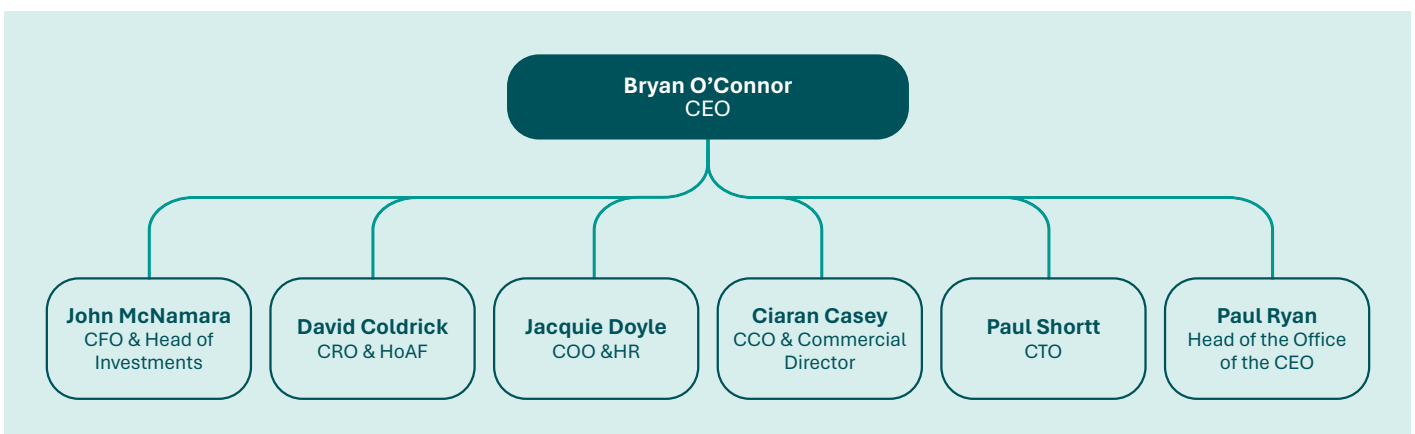 Bryan O’Connor
CEO
John McNamara
CFO & Head of
Investments
David Coldrick
CRO & HoAF
Jacquie Doyle
COO &HR
Ciaran Casey
CCO & Commercial
Director
Paul Shortt
CTO
Paul Ryan
Head of the Office
of the CEO